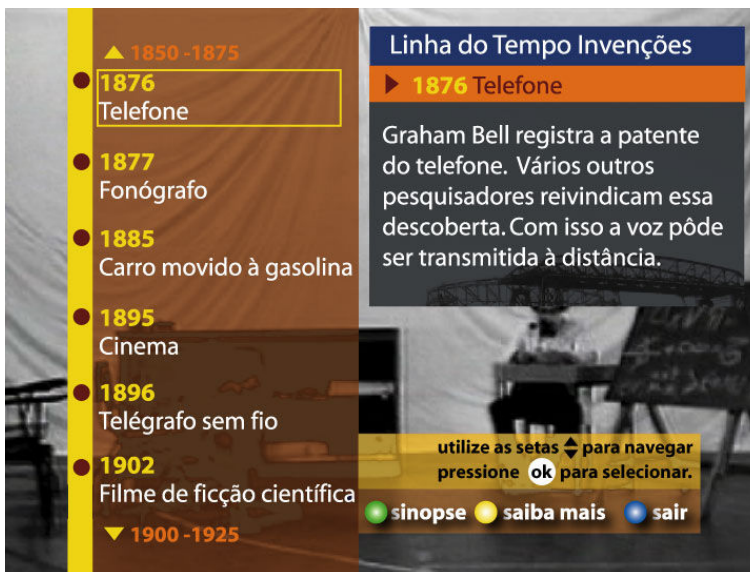 1850 -1875
1876
Telefone
1877
Fonógrafo
1885
Carro movido à gasolina
1895
Cinema
1896
Telégrafo sem fio
1902
Filme de ficção científica
1900 -1925
Linha do Tempo Invenções
1876 Telefone
Graham Bell registra a patente
do telefone. Vários outros
pesquisadores reivindicam essa
descoberta. Com isso a voz pôde
ser transmitida à distância.
utilize as setas para navegar
pressione ok para selecionar.
sinopse saiba mais sair